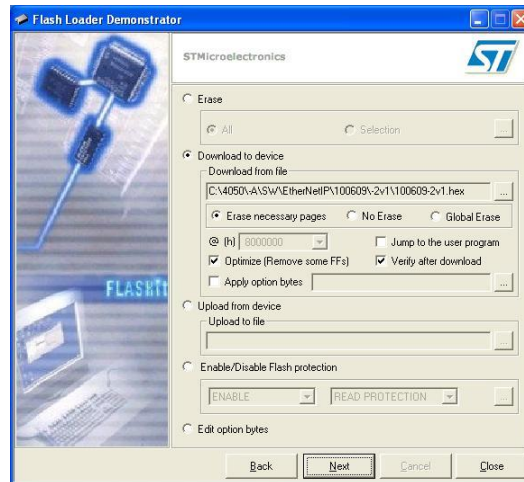 Flash Loader Demonstrator
STMicroelectronics
ST
Erase
All Selection ...
Download to device
Download from file
C:\4050\-A\SW\EtherNetIP\100609\-2v1\100609-2v1.hex ...
Erase necessary pages No Erase Global Erase
@ (h) 8000000 Jump to the user program
Optimize (Remove some FFs) Verify after download
Apply option bytes ...
Upload from device
Upload to file
...
Enable/Disable Flash protection
ENABLE READ PROTECTION ...
Edit option bytes
Back Next Cancel Close